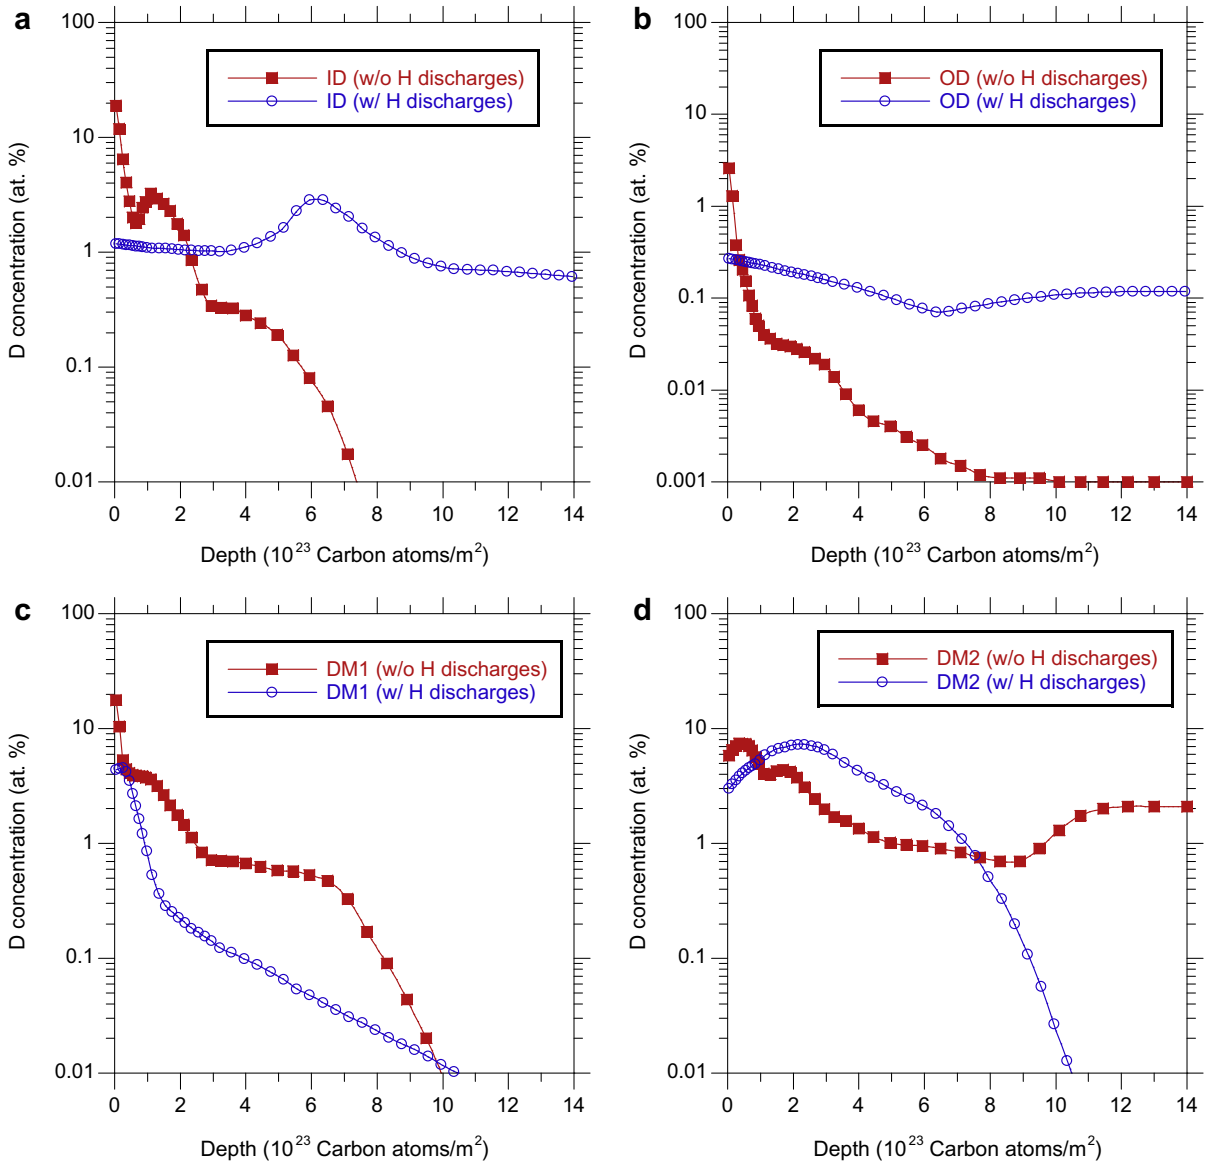 a
100
10
1
0.1
0.01
D concentration (at. %)
ID (w/o H discharges)
ID (w/ H discharges)
0 2 4 6 8 10 12 14
Depth (10²³ Carbon atoms/m²)
b
100
10
1
0.1
0.01
0.001
D concentration (at. %)
OD (w/o H discharges)
OD (w/ H discharges)
0 2 4 6 8 10 12 14
Depth (10²³ Carbon atoms/m²)
c
100
10
1
0.1
0.01
D concentration (at. %)
DM1 (w/o H discharges)
DM1 (w/ H discharges)
0 2 4 6 8 10 12 14
Depth (10²³ Carbon atoms/m²)
d
100
10
1
0.1
0.01
D concentration (at. %)
DM2 (w/o H discharges)
DM2 (w/ H discharges)
0 2 4 6 8 10 12 14
Depth (10²³ Carbon atoms/m²)